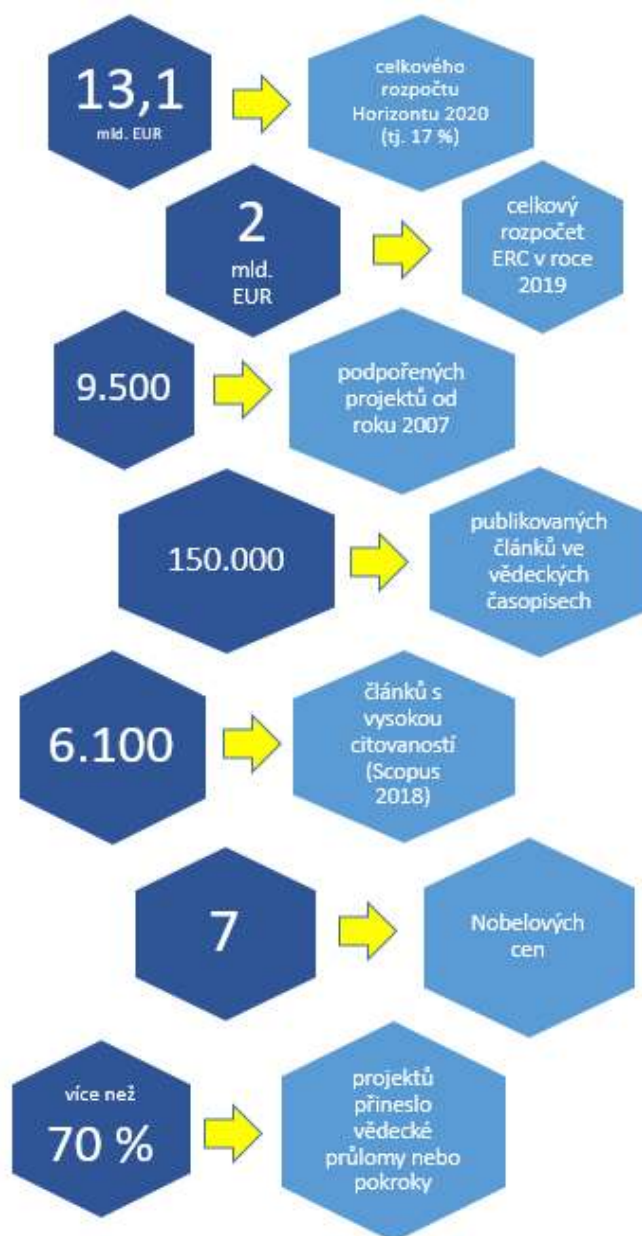 13,1
mld. EUR
celkového
rozpočtu
Horizontu 2020
(tj. 17 %)
2
mld.
EUR
celkový
rozpočet
ERC v roce
2019
9.500
podpořených
projektů od
roku 2007
150.000
publikovaných
článků ve
vědeckých
časopisech
6.100
článků s
vysokou
citovaností
(Scopus
2018)
7
Nobelových
cen
více než
70 %
projektů
přineslo
vědecké
průlomy nebo
pokroky